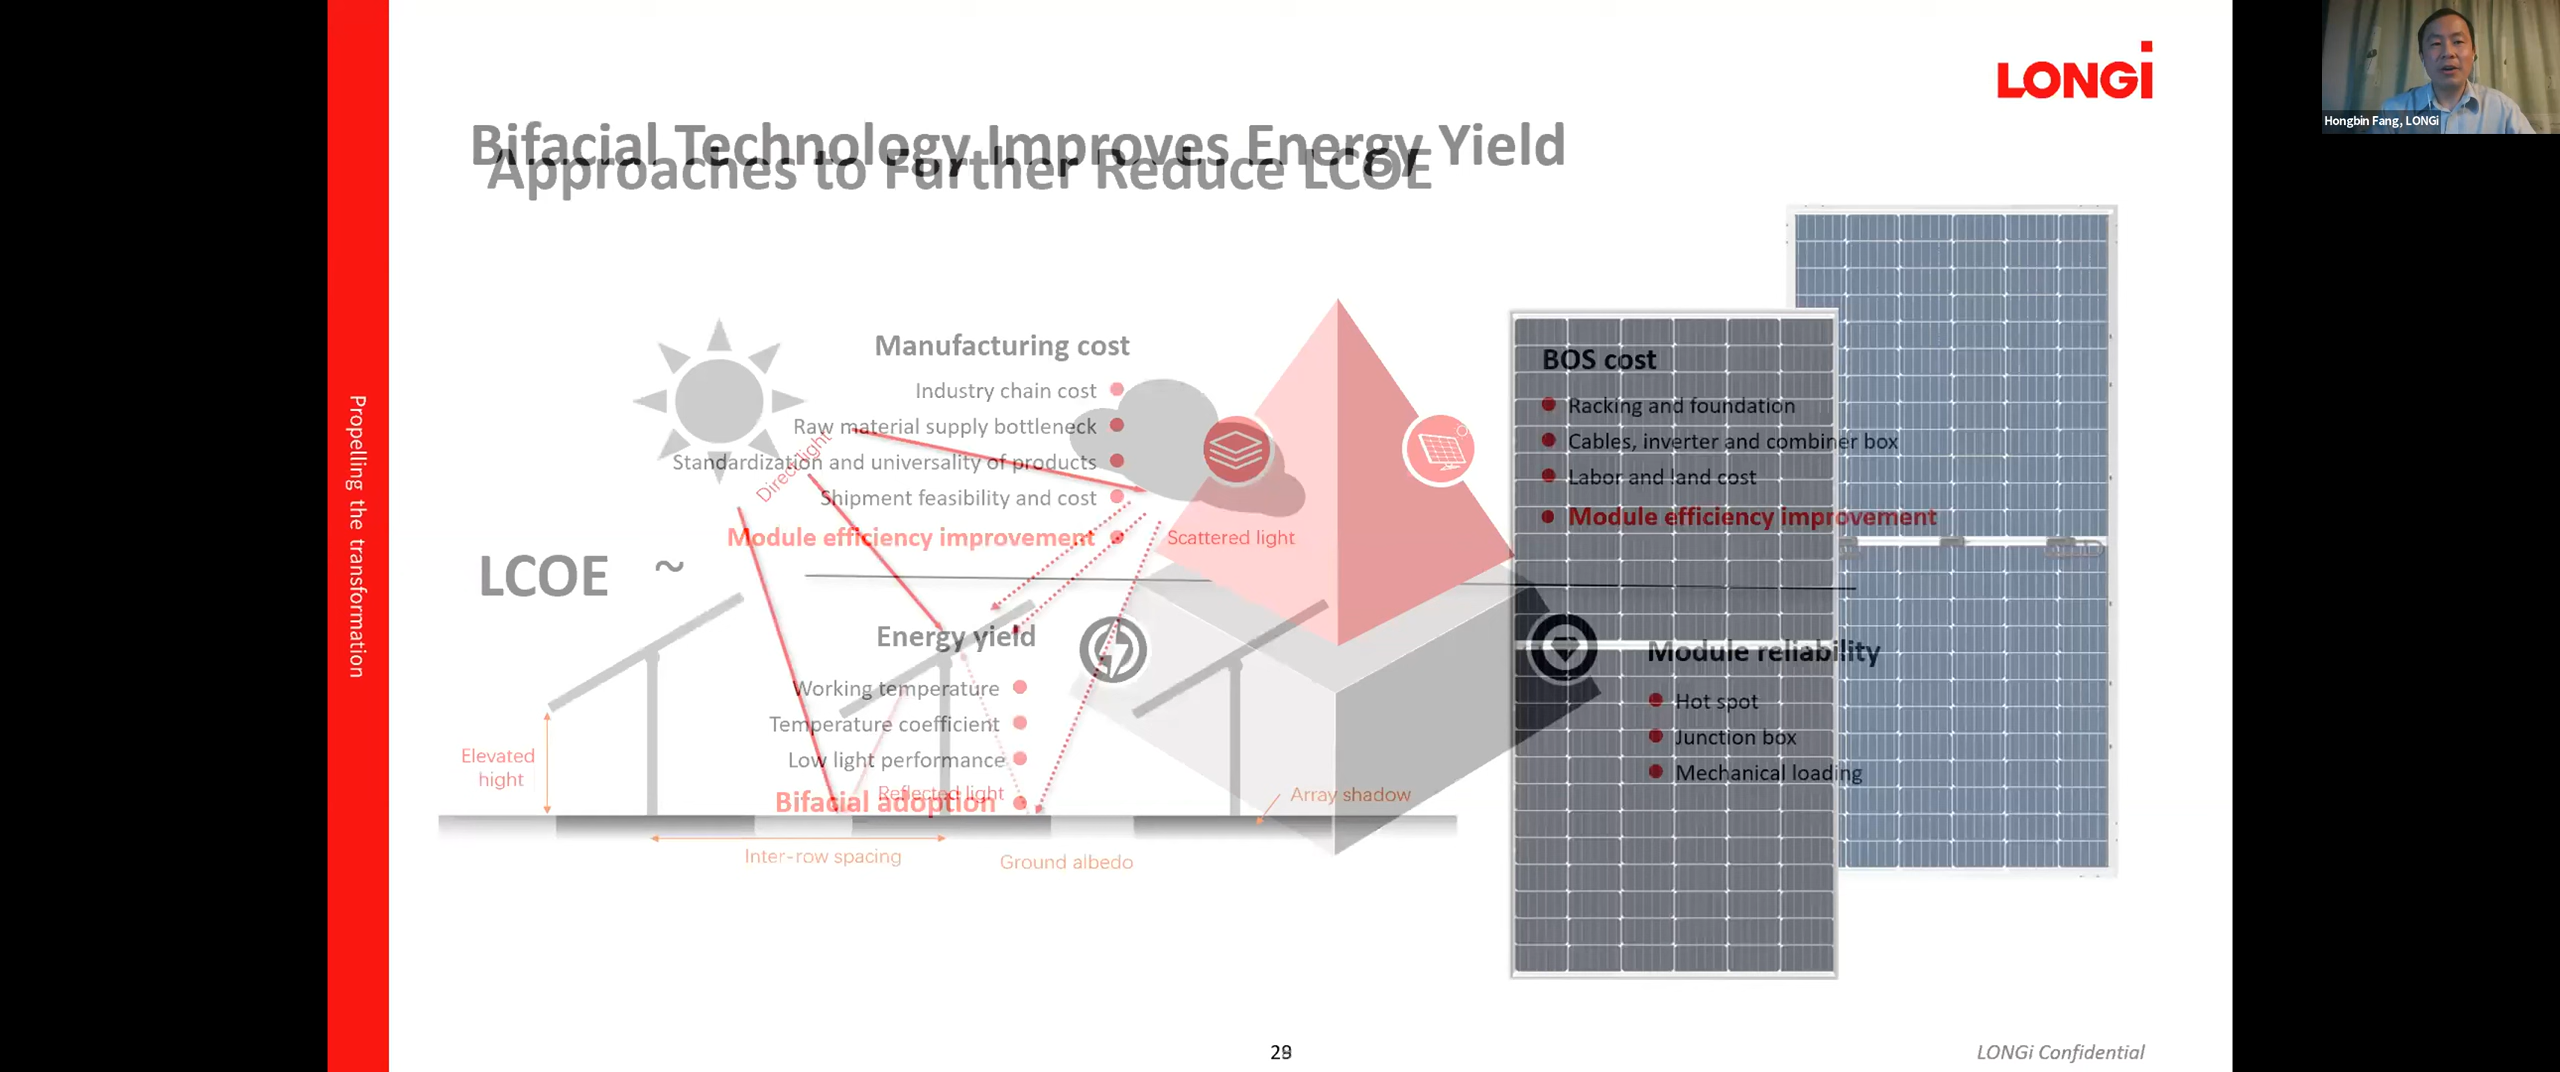 LONGi
Hongbin Fang, LONGi
Bifacial Technology Improves Energy Yield
Approaches to Further Reduce LCOE
Propelling the transformation
Manufacturing cost
Industry chain cost
Raw material supply bottleneck
Standardization and universality of products
Shipment feasibility and cost
Module efficiency improvement
Direct light
Scattered light
BOS cost
Racking and foundation
Cables, inverter and combiner box
Labor and land cost
Module efficiency improvement
LCOE ~
Energy yield
Working temperature
Temperature coefficient
Low light performance
Bifacial adoption
Reflected light
Module reliability
Hot spot
Junction box
Mechanical loading
Elevated
hight
Array shadow
Inter-row spacing
Ground albedo
LONGi Confidential